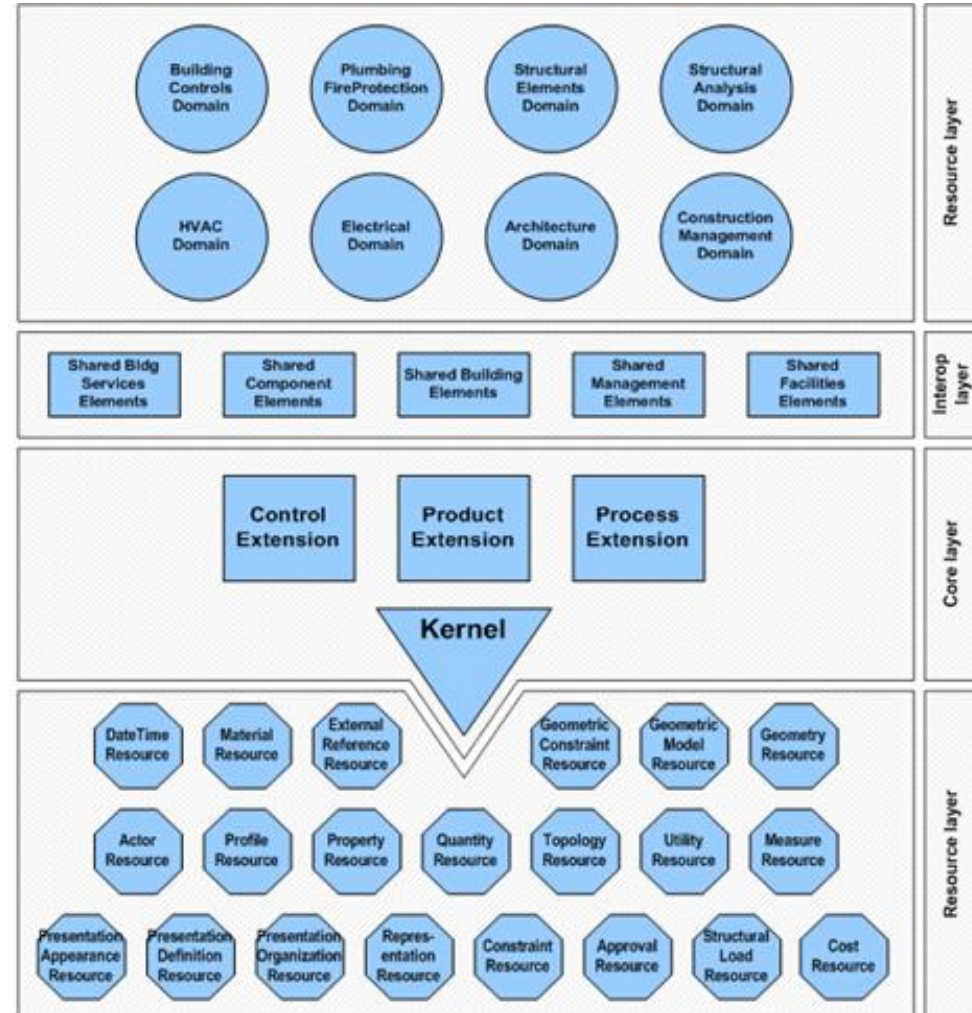 Building
Controls
Domain
Plumbing
FireProtection
Domain
Structural
Elements
Domain
Structural
Analysis
Domain
HVAC
Domain
Electrical
Domain
Architecture
Domain
Construction
Management
Domain
Resource layer
Shared Bldg
Services
Elements
Shared
Component
Elements
Shared Building
Elements
Shared
Management
Elements
Shared
Facilities
Elements
Interop
layer
Control
Extension
Product
Extension
Process
Extension
Kernel
Core layer
DateTime
Resource
Material
Resource
External
Reference
Resource
Geometric
Constraint
Resource
Geometric
Model
Resource
Geometry
Resource
Actor
Resource
Profile
Resource
Property
Resource
Quantity
Resource
Topology
Resource
Utility
Resource
Measure
Resource
Presentation
Appearance
Resource
Presentation
Definition
Resource
Presentation
Organization
Resource
Repres-
entation
Resource
Constraint
Resource
Approval
Resource
Structural
Load
Resource
Cost
Resource
Resource layer